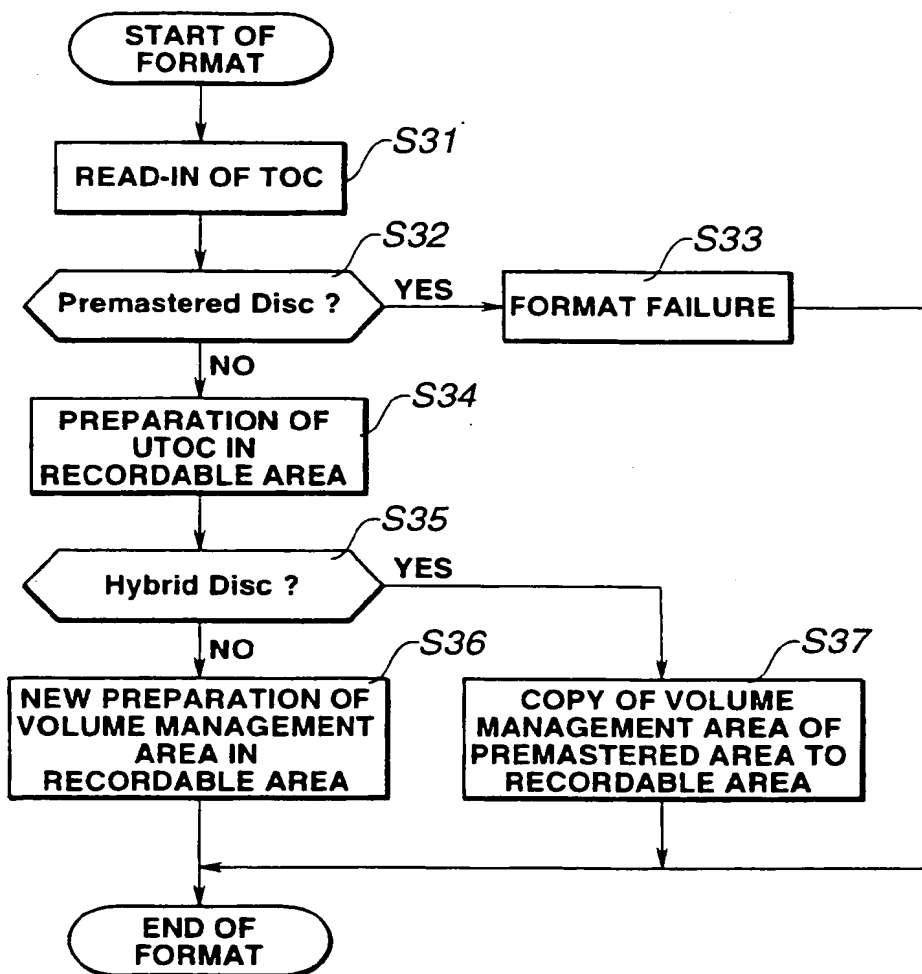 START OF
FORMAT
S31
READ-IN OF TOC
S32
Premastered Disc ?
YES
S33
FORMAT FAILURE
NO
S34
PREPARATION OF
UTOC IN
RECORDABLE AREA
S35
Hybrid Disc ?
YES
NO
S36
NEW PREPARATION OF
VOLUME MANAGEMENT
AREA IN
RECORDABLE AREA
S37
COPY OF VOLUME
MANAGEMENT AREA OF
PREMASTERED AREA TO
RECORDABLE AREA
END OF
FORMAT